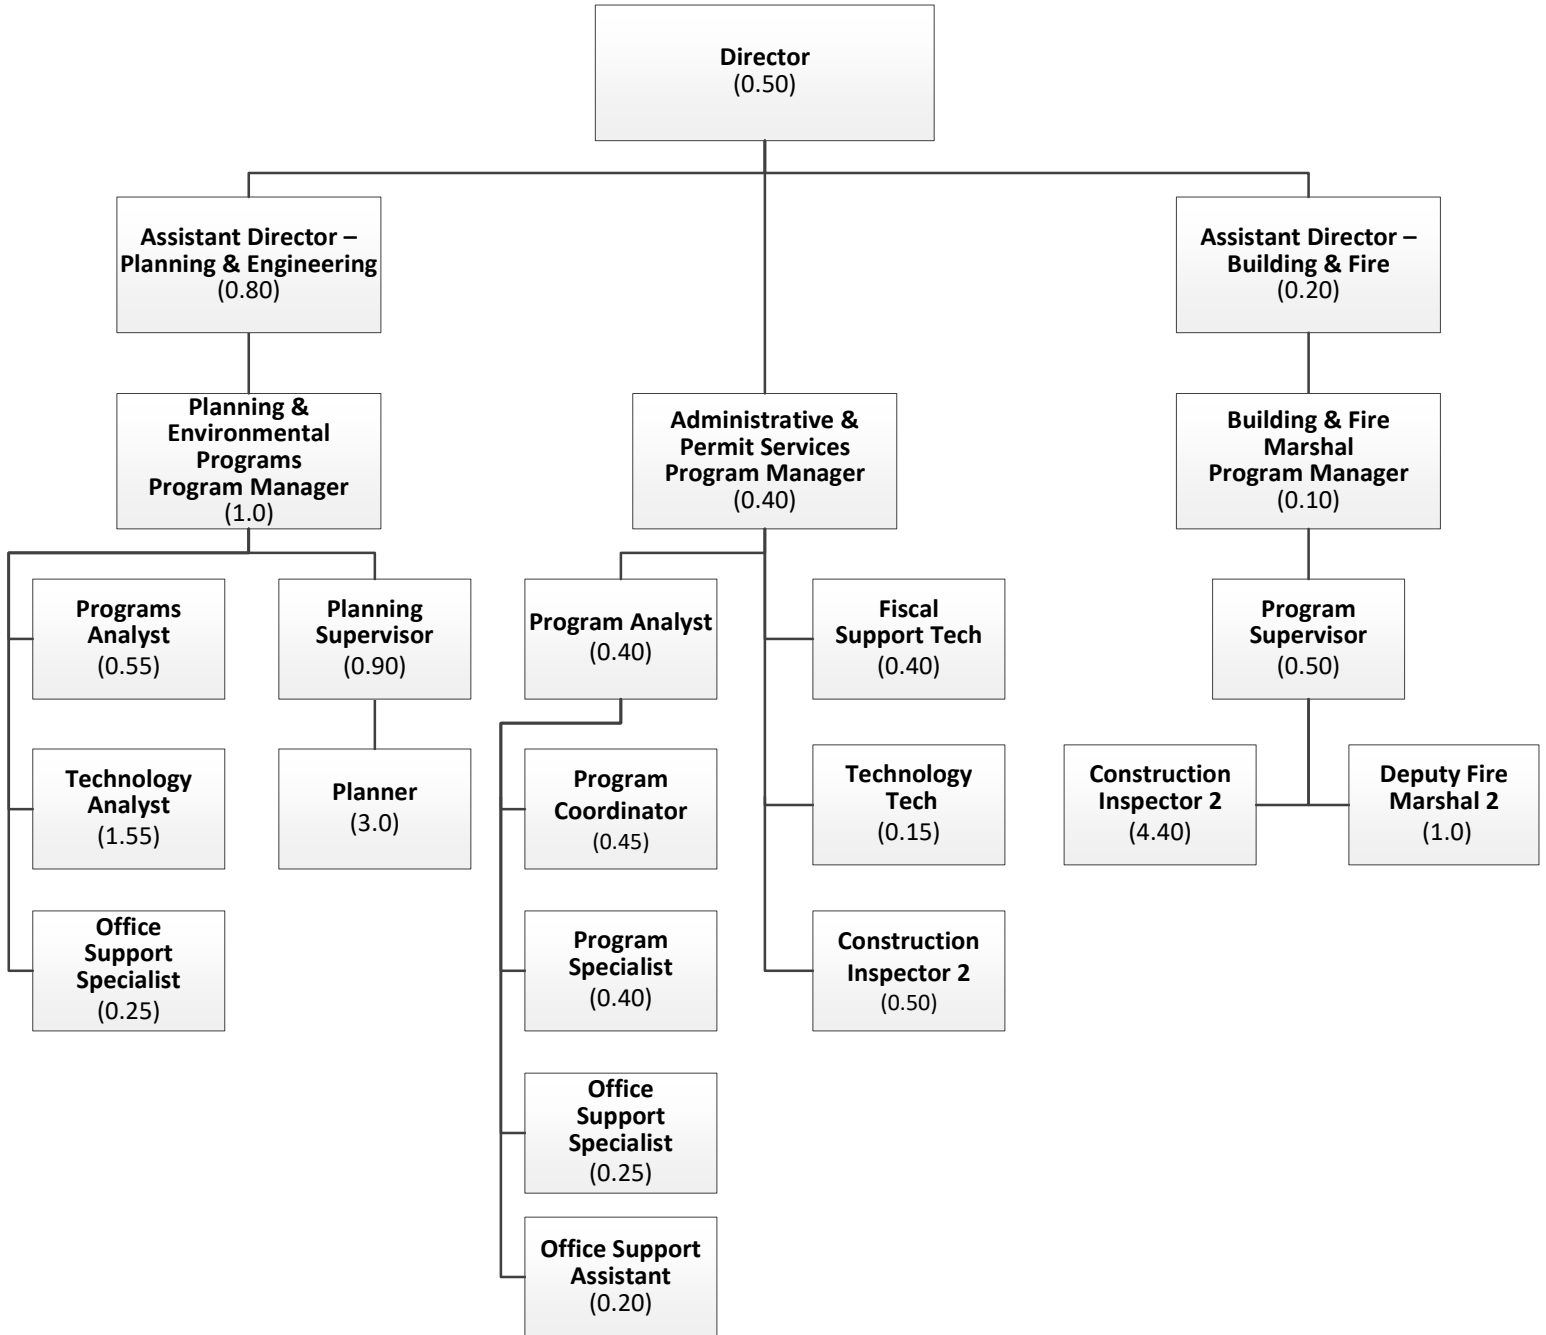 Director
(0.50)
Assistant Director –
Planning & Engineering
(0.80)
Assistant Director –
Building & Fire
(0.20)
Planning &
Environmental
Programs
Program Manager
(1.0)
Administrative &
Permit Services
Program Manager
(0.40)
Building & Fire
Marshal
Program Manager
(0.10)
Programs
Analyst
(0.55)
Planning
Supervisor
(0.90)
Program Analyst
(0.40)
Fiscal
Support Tech
(0.40)
Program
Supervisor
(0.50)
Technology
Analyst
(1.55)
Planner
(3.0)
Program
Coordinator
(0.45)
Technology
Tech
(0.15)
Construction
Inspector 2
(4.40)
Deputy Fire
Marshal 2
(1.0)
Office
Support
Specialist
(0.25)
Program
Specialist
(0.40)
Construction
Inspector 2
(0.50)
Office
Support
Specialist
(0.25)
Office Support
Assistant
(0.20)